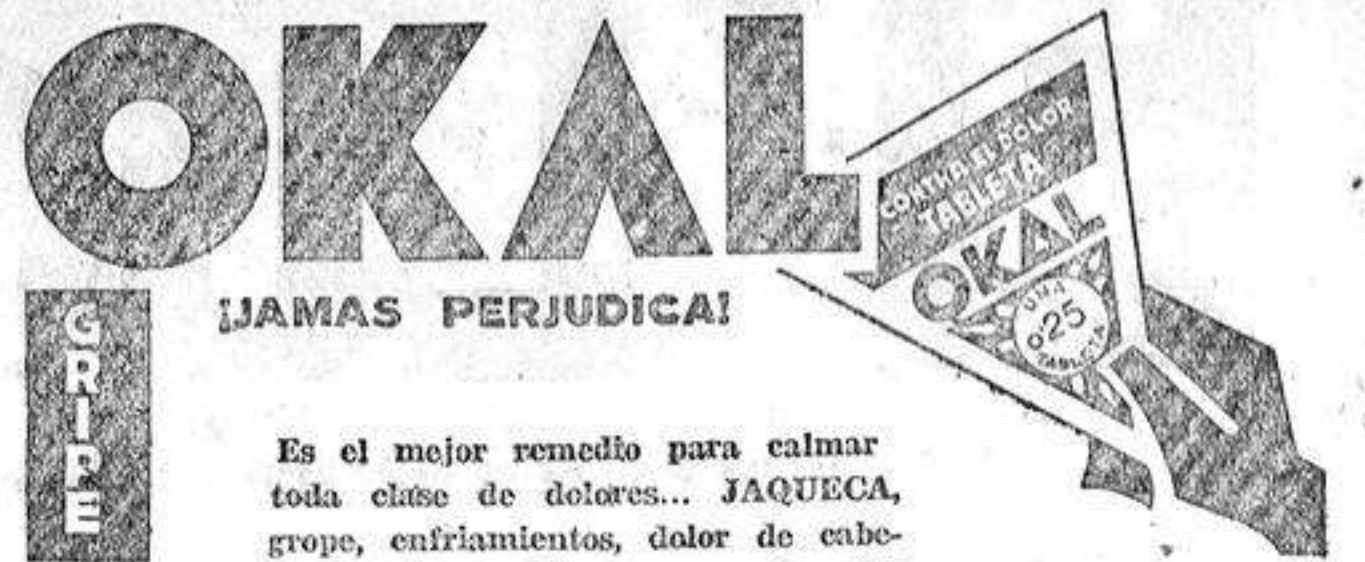 OKAL
¡JAMAS PERJUDICA!
CONTRA EL DOLOR
TABLETA
OKAL
UNA
0'25
TABLETA
GRIPE
Es el mejor remedio para calmar
toda clase de dolores... JAQUECA,
grope, enfriamientos, dolor de cabe-